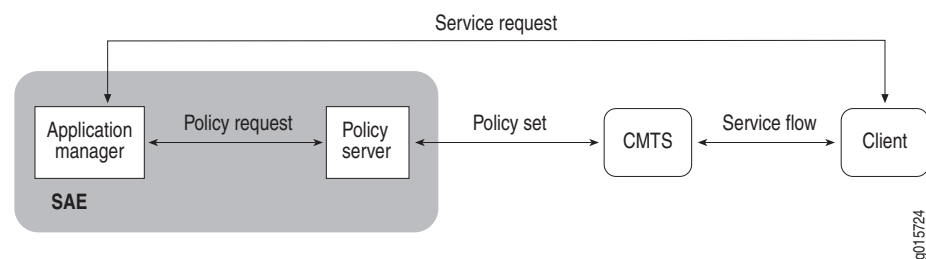 Service request
Application
manager
Policy request
Policy
server
Policy set
CMTS
Service flow
Client
SAE
g015724